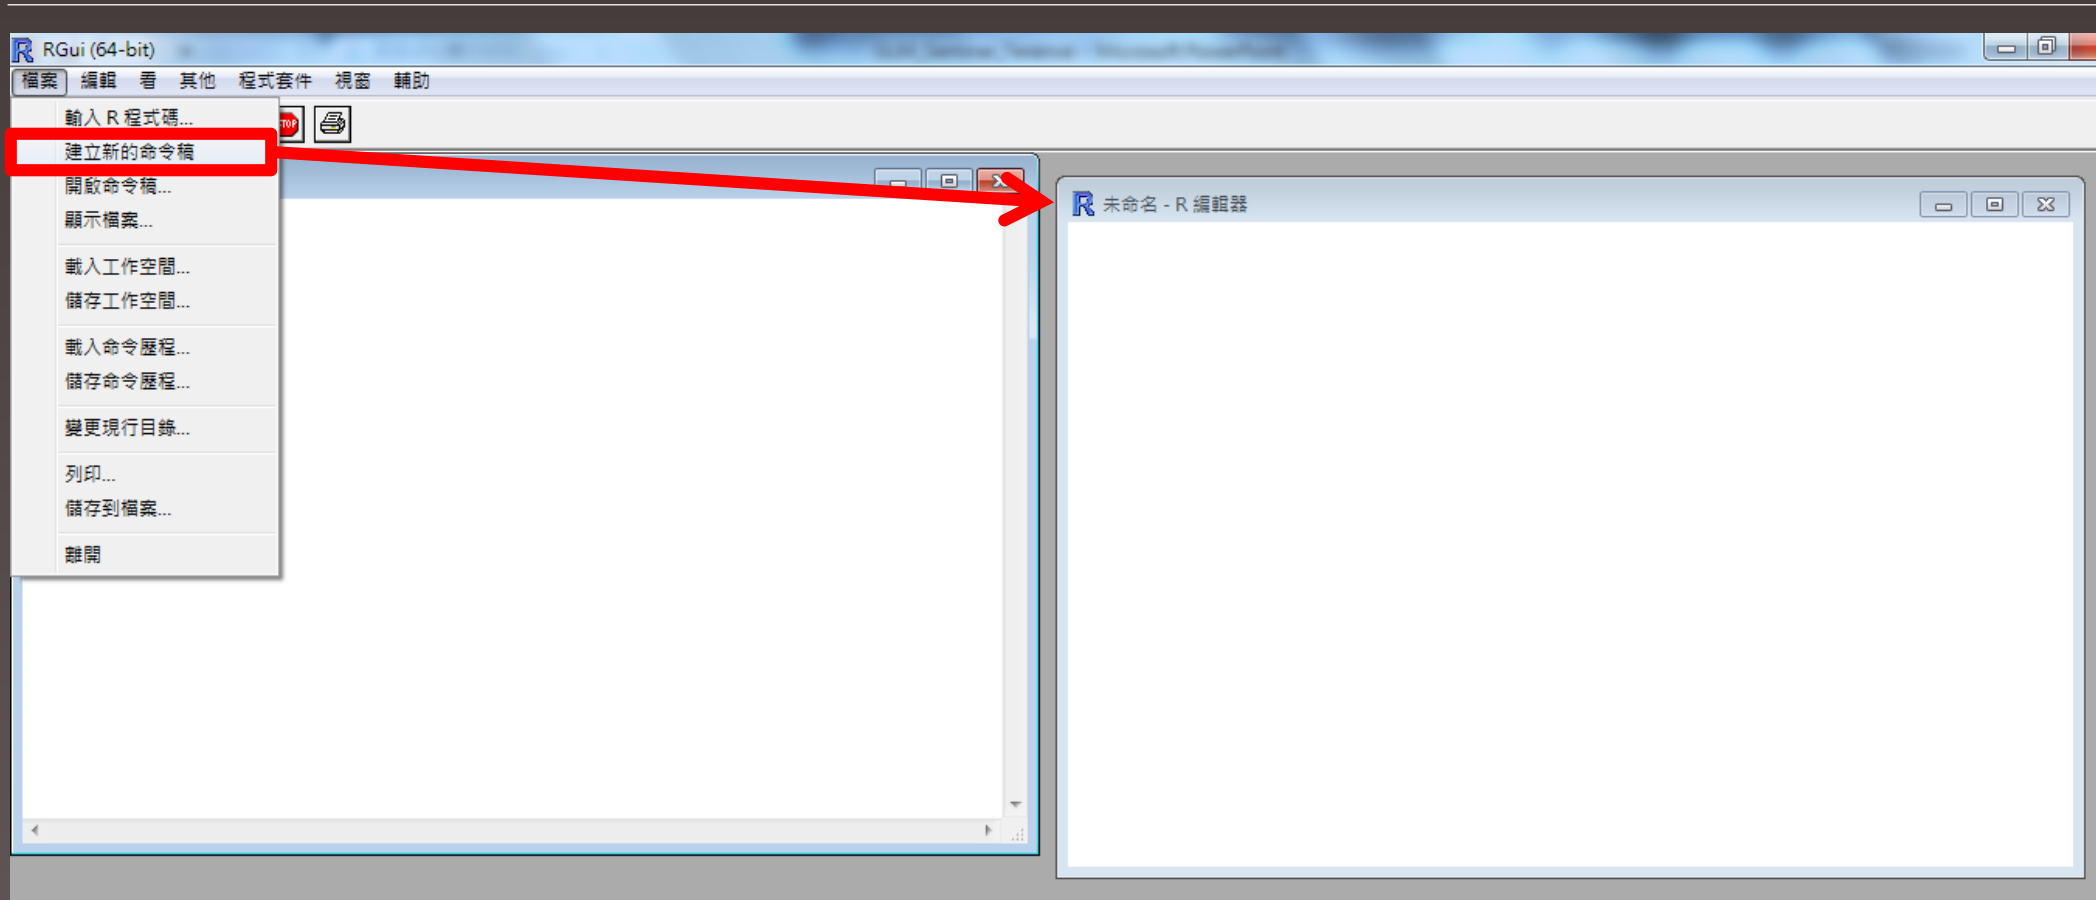 RGui (64-bit)
檔案 編輯 看 其他 程式套件 視窗 輔助
輸入 R 程式碼...
STOP
建立新的命令稿
開啟命令稿...
顯示檔案...
載入工作空間...
儲存工作空間...
載入命令歷程...
儲存命令歷程...
變更現行目錄...
列印...
儲存到檔案...
離開
未命名 - R 編輯器